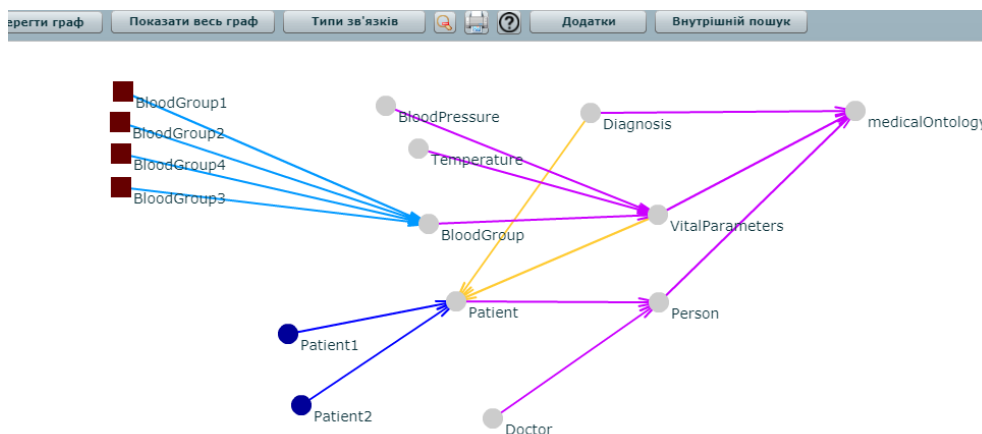 ерегти граф Показати весь граф Типи зв'язків Додатки Внутрішній пошук
BloodGroup1
BloodGroup2
BloodGroup4
BloodGroup3
BloodPressure
Temperature
Diagnosis
medicalOntology
BloodGroup
VitalParameters
Patient
Person
Patient1
Patient2
Doctor